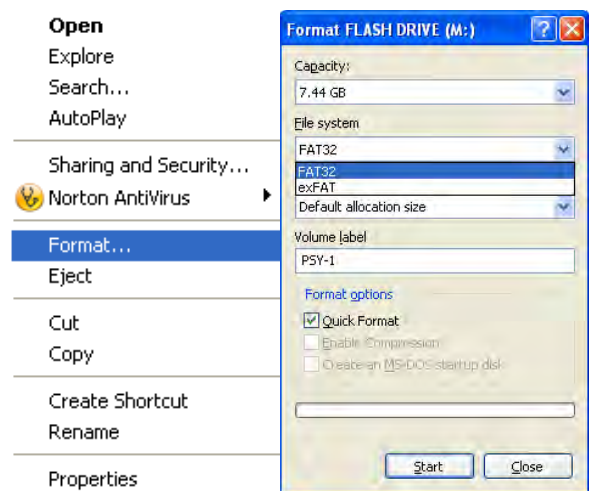 Open
Explore
Search...
AutoPlay
Sharing and Security...
Norton AntiVirus
Format...
Eject
Cut
Copy
Create Shortcut
Rename
Properties
Format FLASH DRIVE (M:)
Capacity:
7.44 GB
File system
FAT32
FAT32
exFAT
Default allocation size
Volume label
PSY-1
Format options
Quick Format
Enable Compression
Create an MS-DOS startup disk
Start
Close